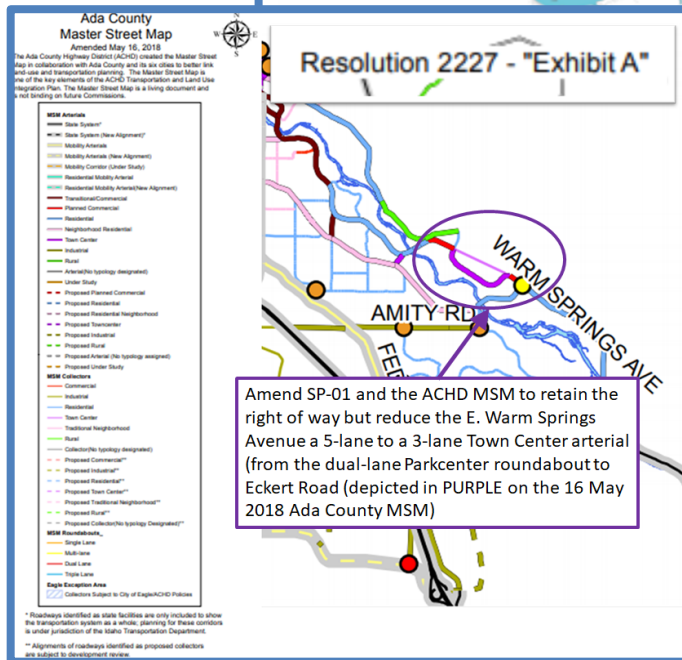 Ada County
Master Street Map
Amended May 16, 2018
The Ada County Highway District (ACHD) created the Master Street
Map in collaboration with Ada County and its six cities to better link
land-use and transportation planning. The Master Street Map is
one of the key elements of the ACHD Transportation and Land Use
Integration Plan. The Master Street Map is a living document and
is not binding on future Commissions.
N
W
E
S
MSM Arterials
State System*
State System (New Alignment)*
Mobility Arterials
Mobility Arterials (New Alignment)
Mobility Corridor (Under Study)
Residential Mobility Arterial
Residential Mobility Arterial(New Alignment)
Transitional/Commercial
Planned Commercial
Residential
Neighborhood Residential
Town Center
Industrial
Rural
Arterial(No typology designated)
Under Study
Proposed Planned Commercial
Proposed Residential
Proposed Residential Neighborhood
Proposed Towncenter
Proposed Industrial
Proposed Rural
Proposed Arterial (No typology assigned)
Proposed Under Study
MSM Collectors
Commercial
Industrial
Residential
Town Center
Traditional Neighborhood
Rural
Collector(No typology designated)
Proposed Commercial**
Proposed Industrial**
Proposed Residential**
Proposed Town Center**
Proposed Traditional Neighborhood**
Proposed Rural**
Proposed Collector(No typology Designated)**
MSM Roundabouts_
Single Lane
Multi-lane
Dual Lane
Triple Lane
Eagle Exception Area
Collectors Subject to City of Eagle/ACHD Policies
* Roadways identified as state facilities are only included to show
the transportation system as a whole; planning for these corridors
is under jurisdiction of the Idaho Transportation Department.
** Alignments of roadways identified as proposed collectors
are subject to development review.
Resolution 2227 - "Exhibit A"
WARM SPRINGS AVE
AMITY RD
FED
Amend SP-01 and the ACHD MSM to retain the
right of way but reduce the E. Warm Springs
Avenue a 5-lane to a 3-lane Town Center arterial
(from the dual-lane Parkcenter roundabout to
Eckert Road (depicted in PURPLE on the 16 May
2018 Ada County MSM)